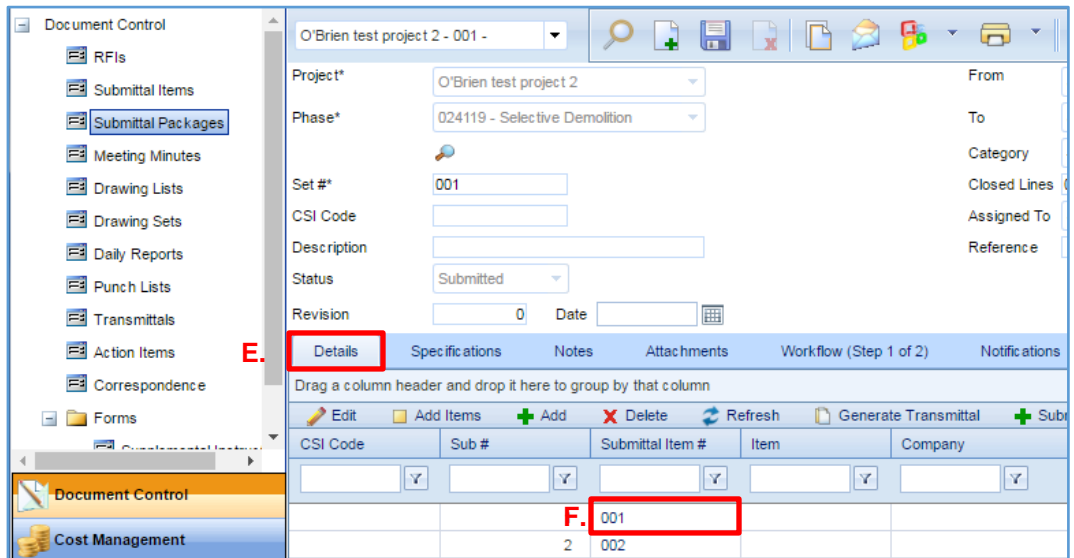 Document Control
RFIs
Submittal Items
Submittal Packages
Meeting Minutes
Drawing Lists
Drawing Sets
Daily Reports
Punch Lists
Transmittals
Action Items
Correspondence
Forms
Document Control
Cost Management
O'Brien test project 2 - 001 -
Project* O'Brien test project 2 From
Phase* 024119 - Selective Demolition To
Category
Set #* 001 Closed Lines
CSI Code Assigned To
Description Reference
Status Submitted
Revision 0 Date
E. Details Specifications Notes Attachments Workflow (Step 1 of 2) Notifications
Drag a column header and drop it here to group by that column
Edit Add Items Add Delete Refresh Generate Transmittal
CSI Code Sub # Submittal Item # Item Company
F. 001
2 002